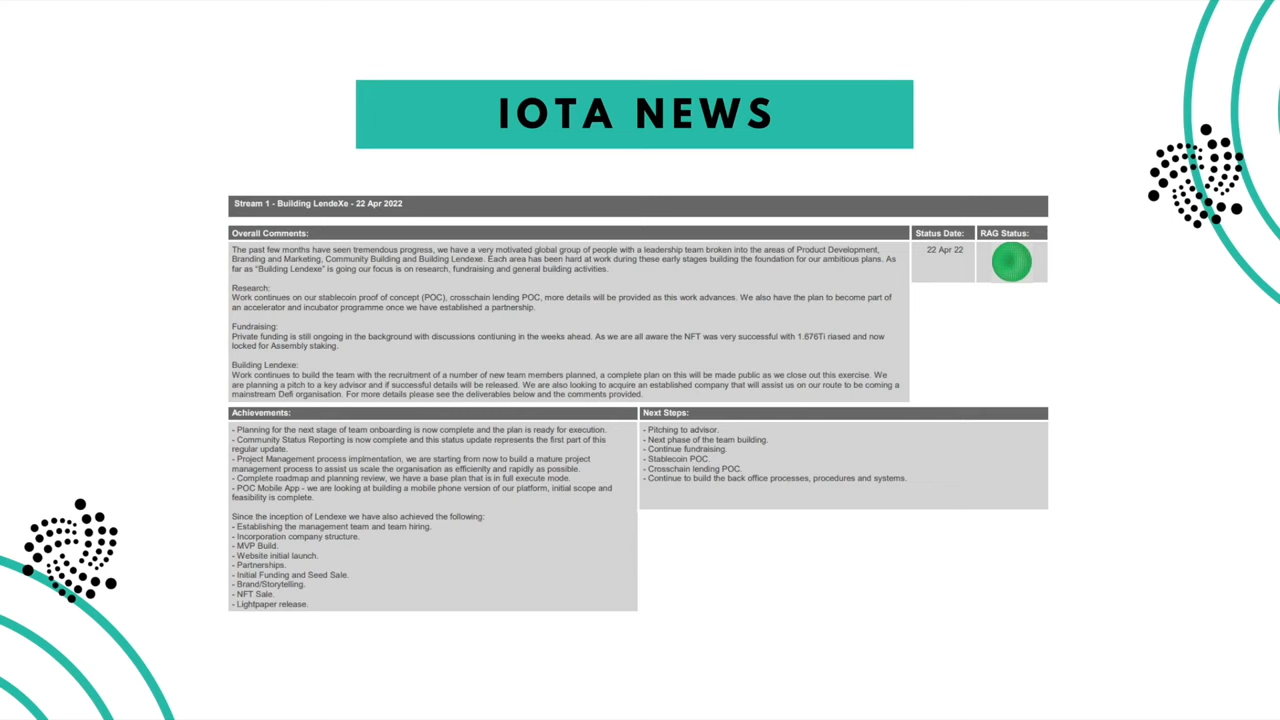 IOTA NEWS
Stream 1 - Building LendeXe - 22 Apr 2022
Overall Comments:
Status Date:
RAG Status:
The past few months have seen tremendous progress, we have a very motivated global group of people with a leadership team broken into the areas of Product Development,
Branding and Marketing, Community Building and Building Lendexe. Each area has been hard at work during these early stages building the foundation for our ambitious plans. As
far as "Building Lendexe" is going our focus is on research, fundraising and general building activities.
22 Apr 22
Research:
Work continues on our stablecoin proof of concept (POC), crosschain lending POC, more details will be provided as this work advances. We also have the plan to become part of
an accelerator and incubator programme once we have established a partnership.
Fundraising:
Private funding is still ongoing in the background with discussions contiuning in the weeks ahead. As we are all aware the NFT was very successful with 1.676Ti riased and now
locked for Assembly staking.
Building Lendexe:
Work continues to build the team with the recruitment of a number of new team members planned, a complete plan on this will be made public as we close out this exercise. We
are planning a pitch to a key advisor and if successful details will be released. We are also looking to acquire an established company that will assist us on our route to be coming a
mainstream Defi organisation. For more details please see the deliverables below and the comments provided.
Achievements:
- Planning for the next stage of team onboarding is now complete and the plan is ready for execution.
- Community Status Reporting is now complete and this status update represents the first part of this
regular update.
- Project Management process implmentation, we are starting from now to build a mature project
management process to assist us scale the organisation as efficienlty and rapidly as possible.
- Complete roadmap and planning review, we have a base plan that is in full execute mode.
- POC Mobile App - we are looking at building a mobile phone version of our platform, initial scope and
feasibility is complete.
Since the inception of Lendexe we have also achieved the following:
- Establishing the management team and team hiring.
- Incorporation company structure.
- MVP Build.
- Website initial launch.
- Partnerships.
- Initial Funding and Seed Sale.
- Brand/Storytelling.
- NFT Sale.
- Lightpaper release.
Next Steps:
- Pitching to advisor.
- Next phase of the team building.
- Continue fundraising.
- Stablecoin POC.
- Crosschain lending POC.
- Continue to build the back office processes, procedures and systems.